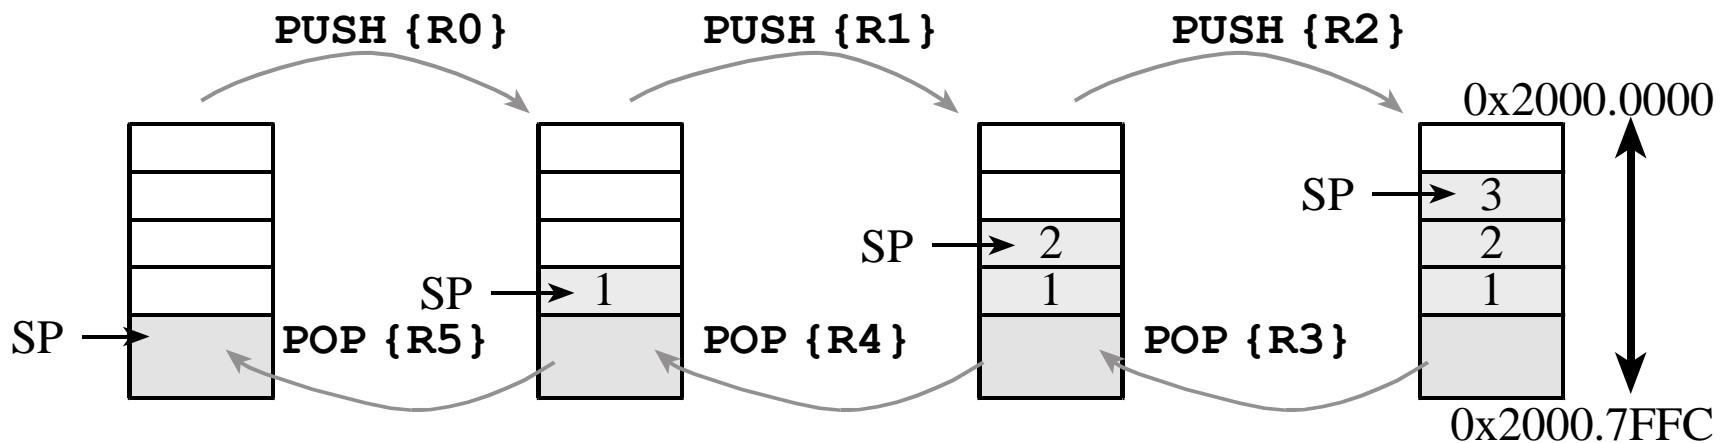 PUSH {R0}
PUSH {R1}
PUSH {R2}
0x2000.0000
SP
3
SP
2
2
SP
1
1
1
SP
POP {R5}
POP {R4}
POP {R3}
0x2000.7FFC